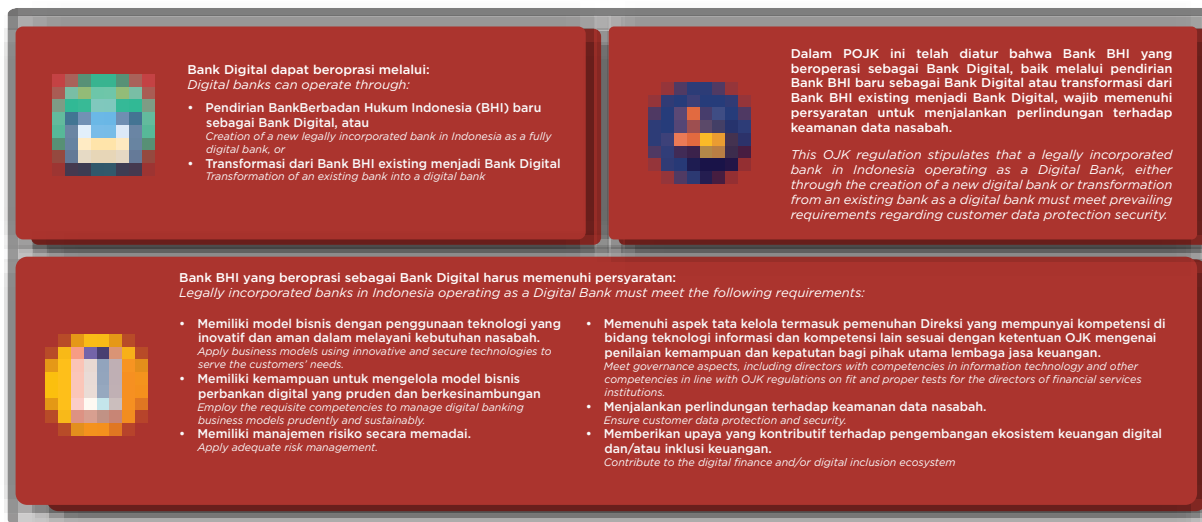 Bank Digital dapat beroprasi melalui:
Digital banks can operate through:
• Pendirian BankBerbadan Hukum Indonesia (BHI) baru
sebagai Bank Digital, atau
Creation of a new legally incorporated bank in Indonesia as a fully
digital bank, or
• Transformasi dari Bank BHI existing menjadi Bank Digital
Transformation of an existing bank into a digital bank
Dalam POJK ini telah diatur bahwa Bank BHI yang
beroperasi sebagai Bank Digital, baik melalui pendirian
Bank BHI baru sebagai Bank Digital atau transformasi dari
Bank BHI existing menjadi Bank Digital, wajib memenuhi
persyaratan untuk menjalankan perlindungan terhadap
keamanan data nasabah.
This OJK regulation stipulates that a legally incorporated
bank in Indonesia operating as a Digital Bank, either
through the creation of a new digital bank or transformation
from an existing bank as a digital bank must meet prevailing
requirements regarding customer data protection security.
Bank BHI yang beroprasi sebagai Bank Digital harus memenuhi persyaratan:
Legally incorporated banks in Indonesia operating as a Digital Bank must meet the following requirements:
• Memiliki model bisnis dengan penggunaan teknologi yang
inovatif dan aman dalam melayani kebutuhan nasabah.
Apply business models using innovative and secure technologies to
serve the customers' needs.
• Memiliki kemampuan untuk mengelola model bisnis
perbankan digital yang pruden dan berkesinambungan
Employ the requisite competencies to manage digital banking
business models prudently and sustainably.
• Memiliki manajemen risiko secara memadai.
Apply adequate risk management.
• Memenuhi aspek tata kelola termasuk pemenuhan Direksi yang mempunyai kompetensi di
bidang teknologi informasi dan kompetensi lain sesuai dengan ketentuan OJK mengenai
penilaian kemampuan dan kepatutan bagi pihak utama lembaga jasa keuangan.
Meet governance aspects, including directors with competencies in information technology and other
competencies in line with OJK regulations on fit and proper tests for the directors of financial services
institutions.
• Menjalankan perlindungan terhadap keamanan data nasabah.
Ensure customer data protection and security.
• Memberikan upaya yang kontributif terhadap pengembangan ekosistem keuangan digital
dan/atau inklusi keuangan.
Contribute to the digital finance and/or digital inclusion ecosystem